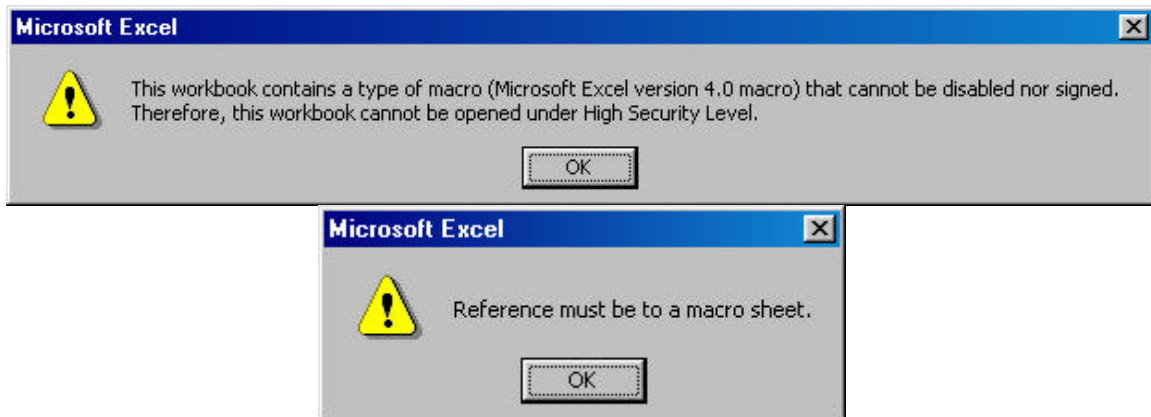 Microsoft Excel
This workbook contains a type of macro (Microsoft Excel version 4.0 macro) that cannot be disabled nor signed.
Therefore, this workbook cannot be opened under High Security Level.
OK
Microsoft Excel
Reference must be to a macro sheet.
OK